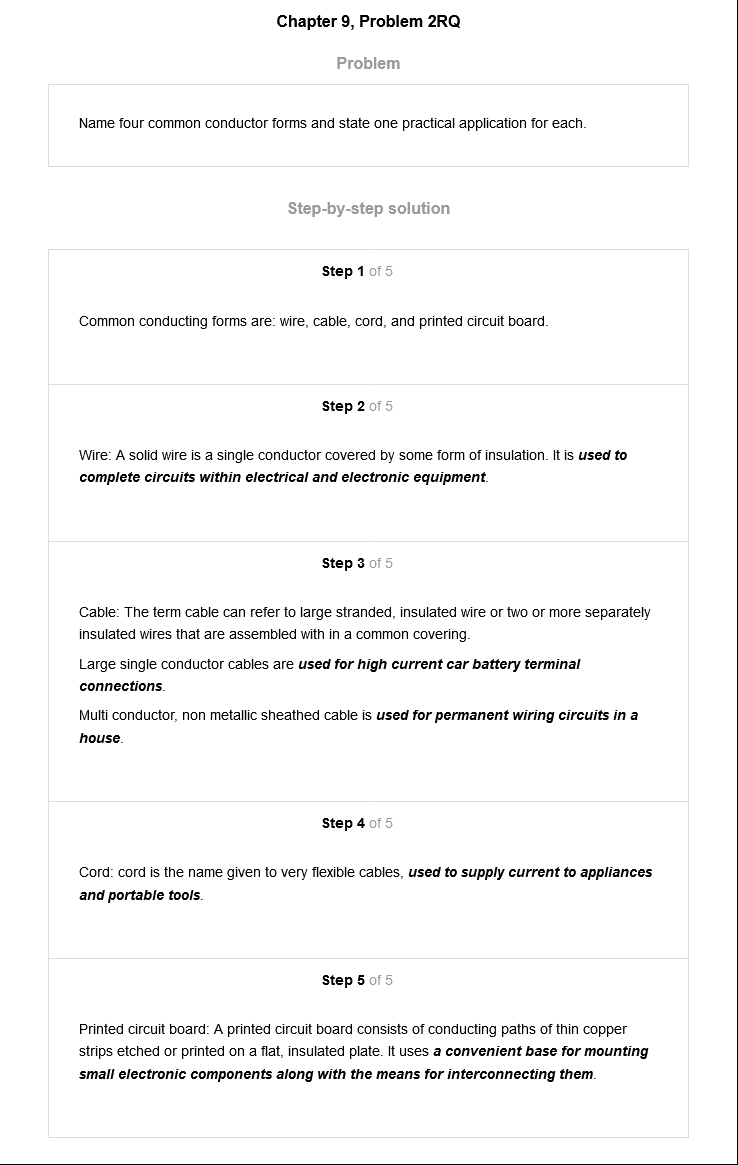 Chapter 9, Problem 2RQ
Problem
Name four common conductor forms and state one practical application for each.
Step-by-step solution
Step 1 of 5
Common conducting forms are: wire, cable, cord, and printed circuit board.
Step 2 of 5
Wire: A solid wire is a single conductor covered by some form of insulation. It is used to
complete circuits within electrical and electronic equipment.
Step 3 of 5
Cable: The term cable can refer to large stranded, insulated wire or two or more separately
insulated wires that are assembled with in a common covering.
Large single conductor cables are used for high current car battery terminal
connections.
Multi conductor, non metallic sheathed cable is used for permanent wiring circuits in a
house.
Step 4 of 5
Cord: cord is the name given to very flexible cables, used to supply current to appliances
and portable tools.
Step 5 of 5
Printed circuit board: A printed circuit board consists of conducting paths of thin copper
strips etched or printed on a flat, insulated plate. It uses a convenient base for mounting
small electronic components along with the means for interconnecting them.